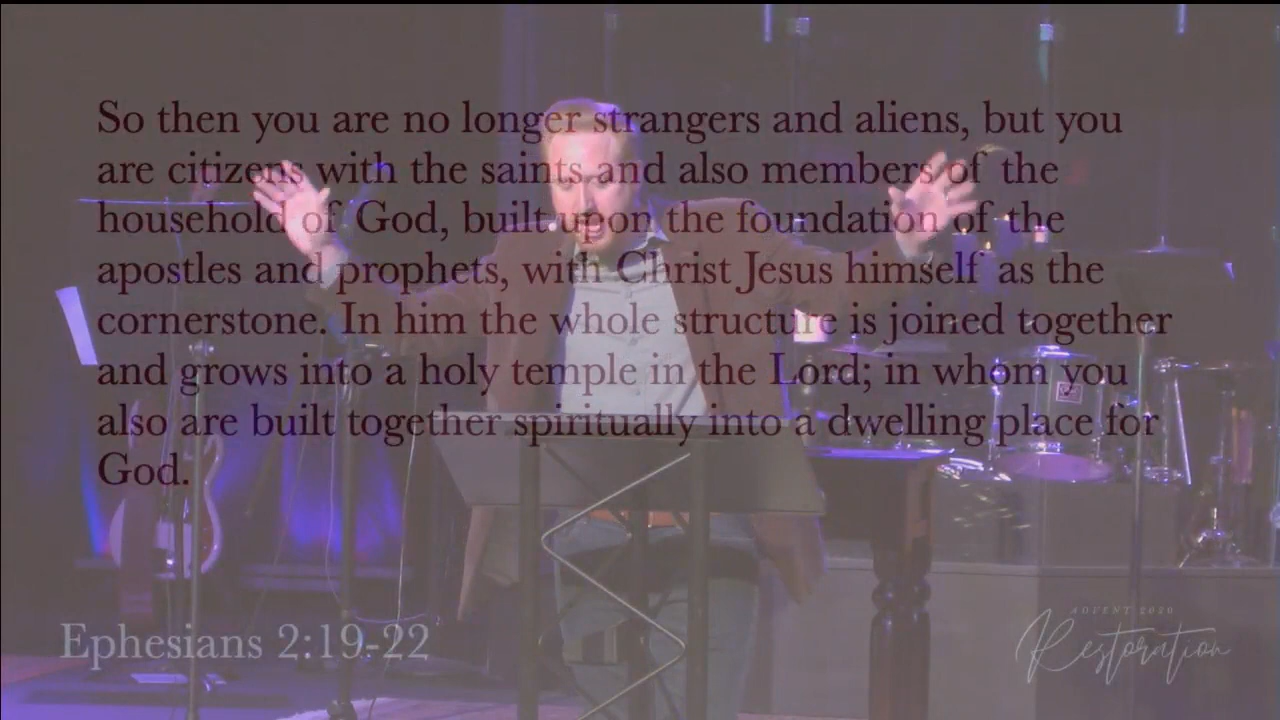 So then you are no longer strangers and aliens, but you
are citizens with the saints and also members of the
household of God, built upon the foundation of the
apostles and prophets, with Christ Jesus himself as the
cornerstone. In him the whole structure is joined together
and grows into a holy temple in the Lord; in whom you
also are built together spiritually into a dwelling place for
God.
Ephesians 2:19-22
ADVENT 2020
Restoration